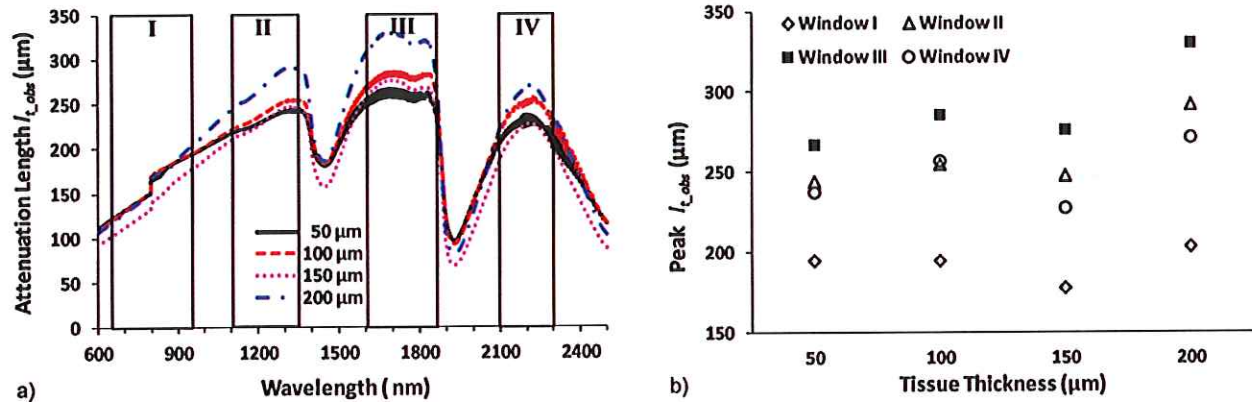 350
300
250
200
150
100
50
0
Attenuation Length l_t_obs (μm)
I
II
III
IV
50 μm
100 μm
150 μm
200 μm
600
900
1200
1500
1800
2100
2400
Wavelength ( nm)
a)
350
300
250
200
150
Peak l_t_obs (μm)
Window I
Window II
Window III
Window IV
50
100
150
200
Tissue Thickness (μm)
b)